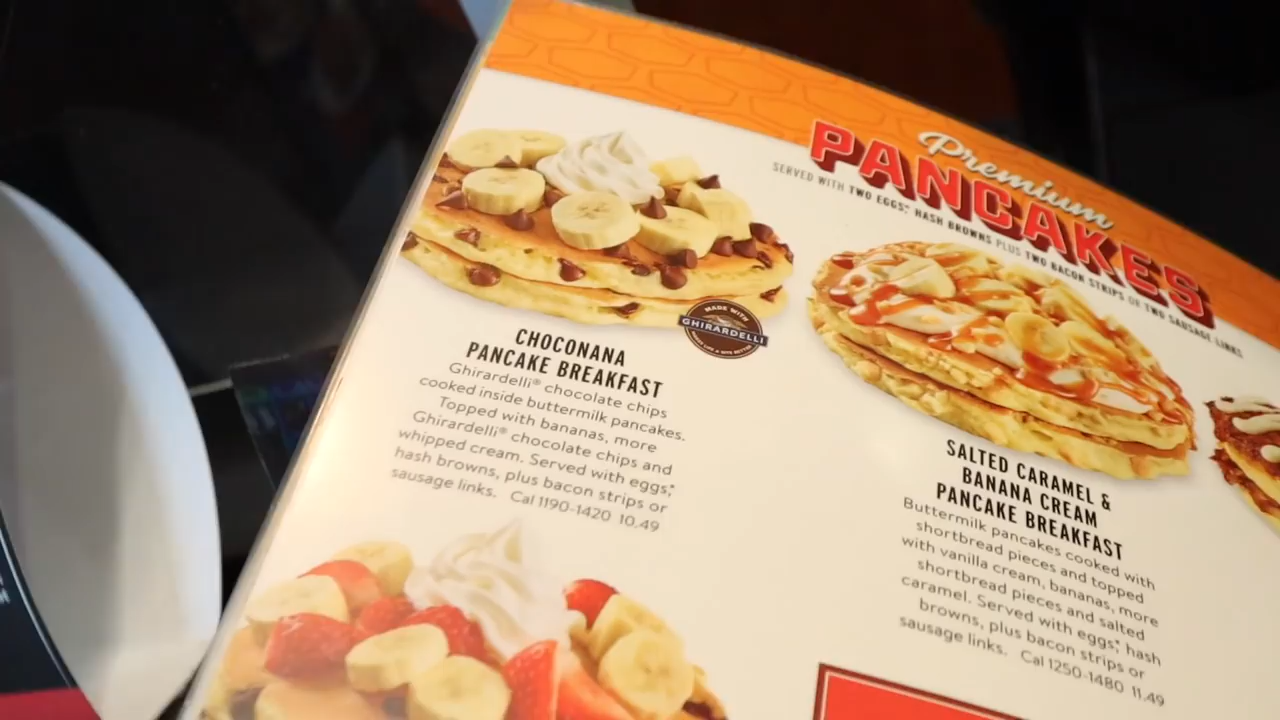 Premium
PANCAKES
SERVED WITH TWO EGGS,* HASH BROWNS PLUS TWO BACON STRIPS OR TWO SAUSAGE LINKS
MADE WITH
GHIRARDELLI
CHOCONANA
PANCAKE BREAKFAST
Ghirardelli® chocolate chips
cooked inside buttermilk pancakes.
Topped with bananas, more
Ghirardelli® chocolate chips and
whipped cream. Served with eggs,*
hash browns, plus bacon strips or
sausage links. Cal 1190-1420 10.49
SALTED CARAMEL &
BANANA CREAM
PANCAKE BREAKFAST
Buttermilk pancakes cooked with
shortbread pieces and topped
with vanilla cream, bananas, more
shortbread pieces and salted
caramel. Served with eggs,* hash
browns, plus bacon strips or
sausage links. Cal 1250-1480 11.49